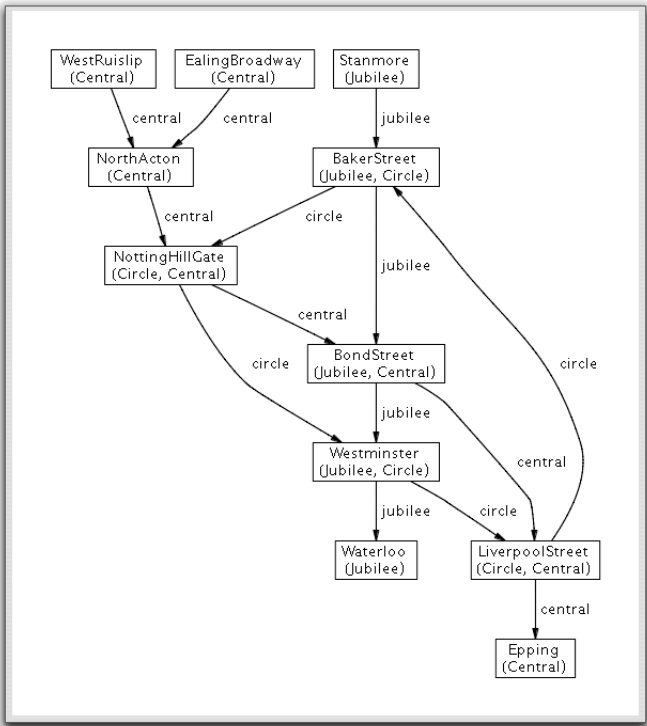 WestRuislip
(Central)
EalingBroadway
(Central)
Stanmore
(Jubilee)
central
central
jubilee
NorthActon
(Central)
BakerStreet
(Jubilee, Circle)
central
circle
NottingHillGate
(Circle, Central)
jubilee
central
BondStreet
(Jubilee, Central)
circle
circle
jubilee
Westminster
(Jubilee, Circle)
central
jubilee
circle
Waterloo
(Jubilee)
LiverpoolStreet
(Circle, Central)
central
Epping
(Central)